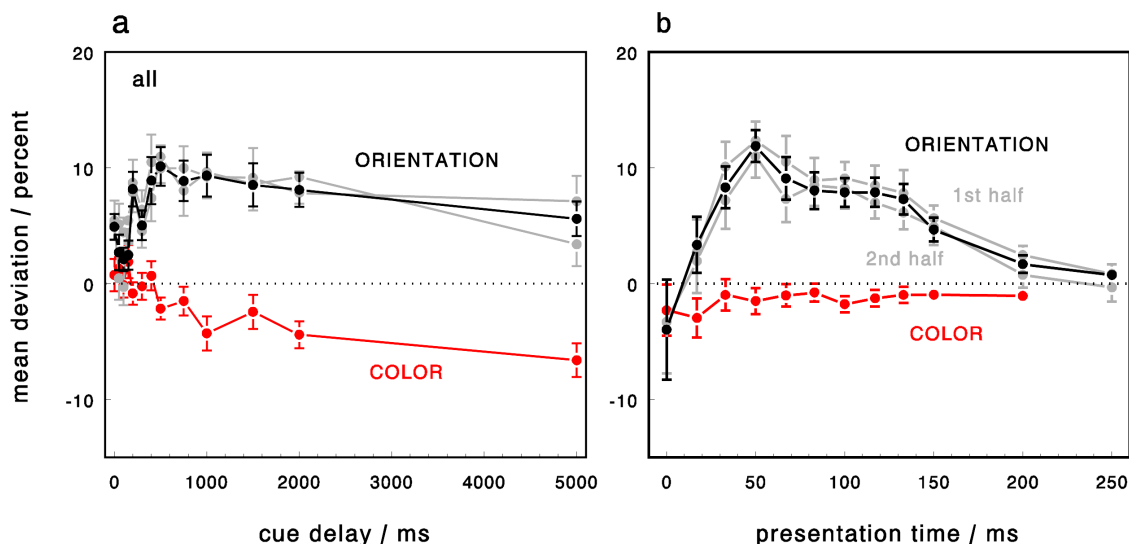 a
b
mean deviation / percent
20
10
0
-10
all
ORIENTATION
COLOR
0
1000
2000
3000
4000
5000
cue delay / ms
20
10
0
-10
ORIENTATION
1st half
2nd half
COLOR
0
50
100
150
200
250
presentation time / ms